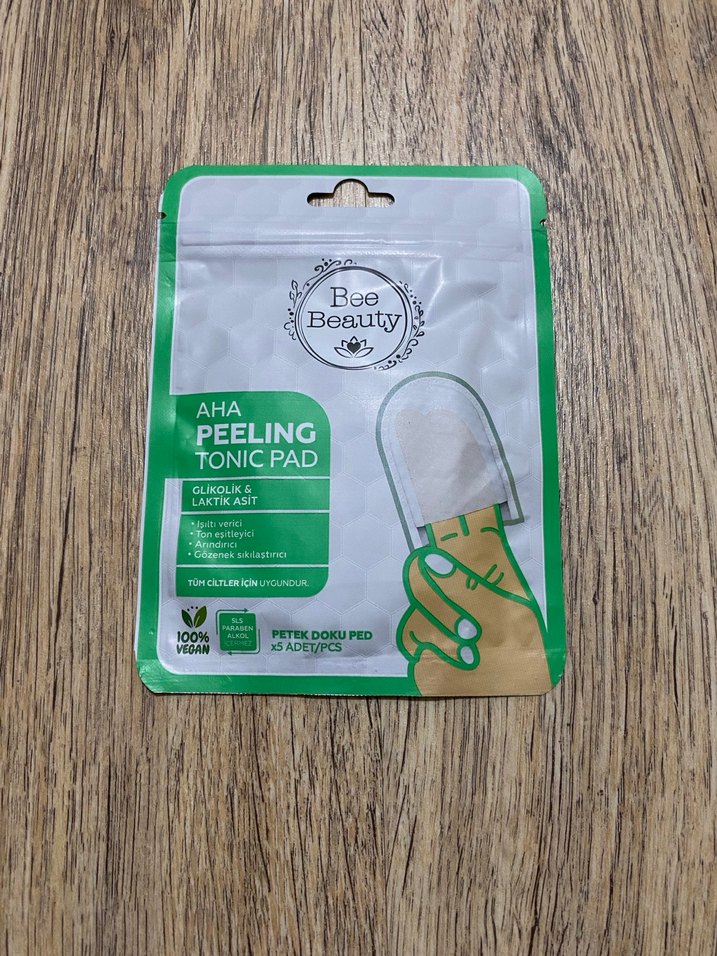 Bee
Beauty
AHA
PEELING
TONIC PAD
GLİKOLİK &
LAKTİK ASİT
• Işıltı verici
• Ton eşitleyici
• Arındırıcı
• Gözenek sıkılaştırıcı
TÜM CİLTLER İÇİN UYGUNDUR.
100%
VEGAN
SLS
PARABEN
ALKOL
İÇERMEZ
PETEK DOKU PED
x5 ADET/PCS